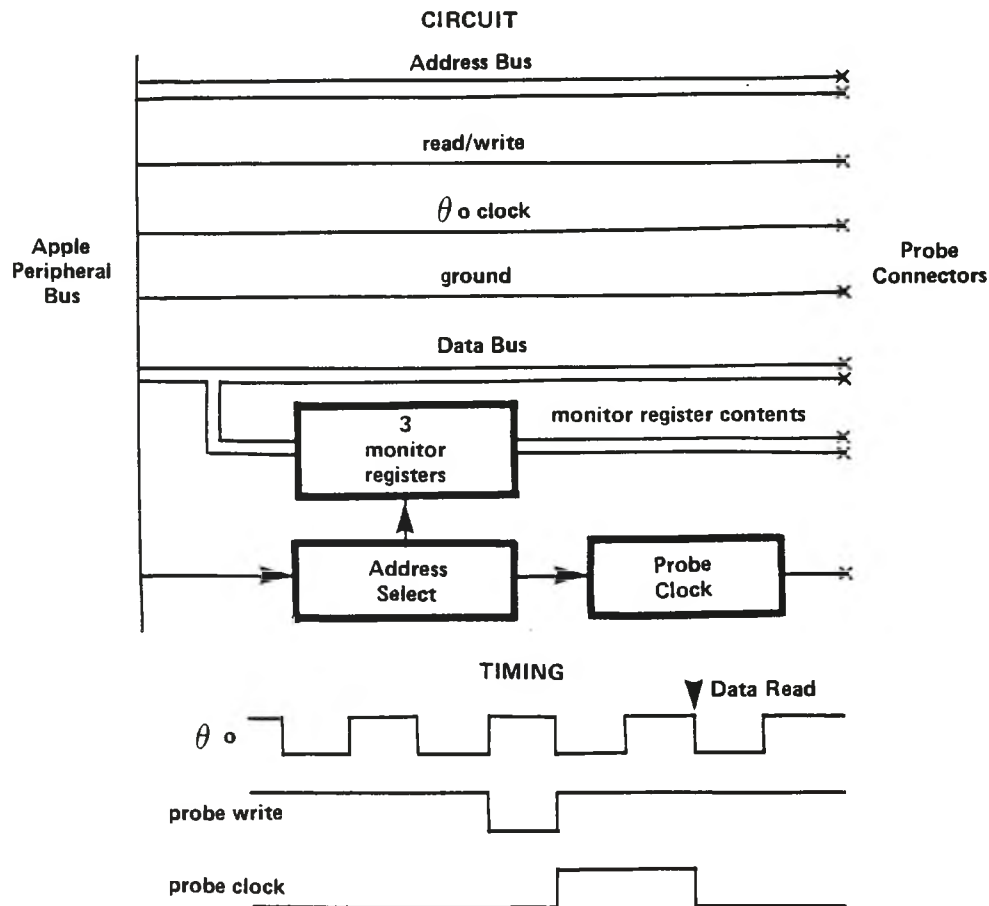 CIRCUIT
Address Bus
read/write
θ o clock
Apple
Peripheral
Bus
Probe
Connectors
ground
Data Bus
3
monitor
registers
monitor register contents
Address
Select
Probe
Clock
TIMING
Data Read
θ o
probe write
probe clock